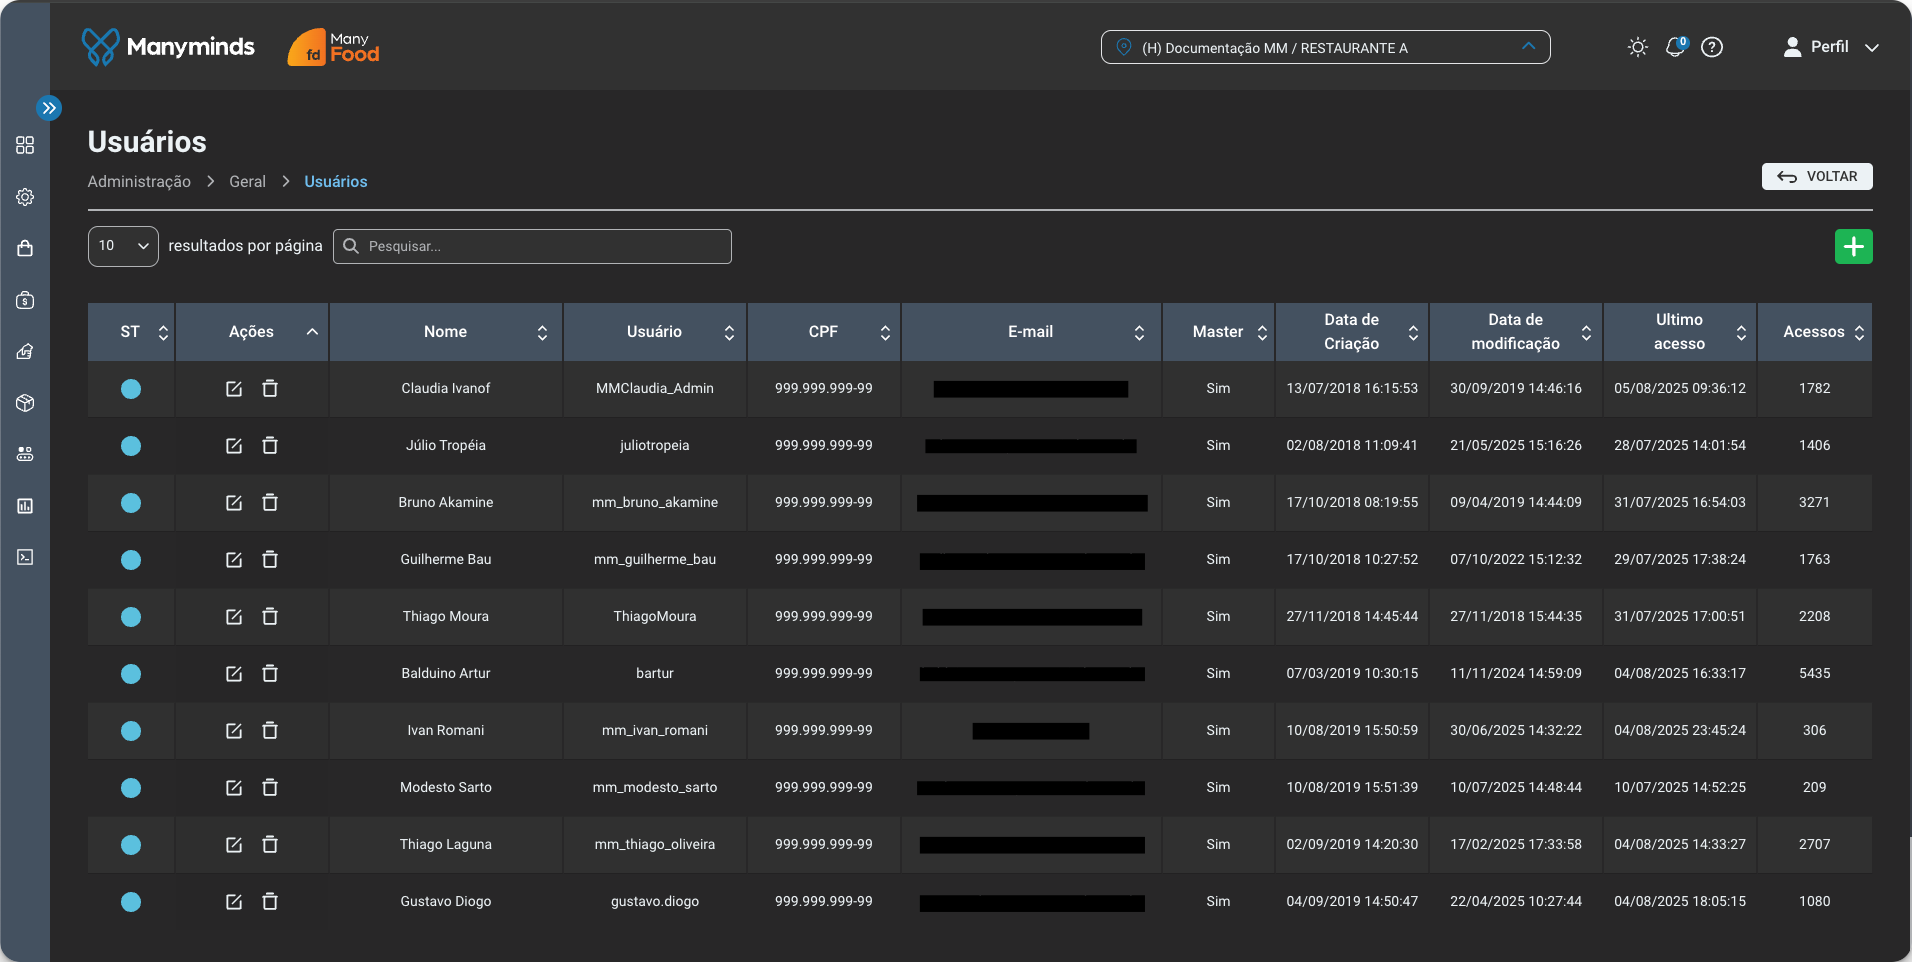 Manyminds
fd Many Food
(H) Documentação MM / RESTAURANTE A
0
Perfil
Usuários
Administração > Geral > Usuários
VOLTAR
10 resultados por página Pesquisar...
ST Ações Nome Usuário CPF E-mail Master Data de Criação Data de modificação Ultimo acesso Acessos
Claudia Ivanof MMClaudia_Admin 999.999.999-99 Sim 13/07/2018 16:15:53 30/09/2019 14:46:16 05/08/2025 09:36:12 1782
Júlio Tropéia juliotropeia 999.999.999-99 Sim 02/08/2018 11:09:41 21/05/2025 15:16:26 28/07/2025 14:01:54 1406
Bruno Akamine mm_bruno_akamine 999.999.999-99 Sim 17/10/2018 08:19:55 09/04/2024 14:44:09 31/07/2025 16:54:03 3271
Guilherme Bau mm_guilherme_bau 999.999.999-99 Sim 17/10/2018 10:27:52 07/10/2022 15:12:32 29/07/2025 17:38:24 1763
Thiago Moura ThiagoMoura 999.999.999-99 Sim 27/11/2018 14:45:44 27/11/2018 15:44:35 31/07/2025 17:00:51 2208
Balduino Artur bartur 999.999.999-99 Sim 07/03/2019 10:30:15 11/11/2024 14:59:09 04/08/2025 16:33:17 5435
Ivan Romani mm_ivan_romani 999.999.999-99 Sim 10/08/2019 15:50:59 30/06/2025 14:32:22 04/08/2025 23:45:24 306
Modesto Sarto mm_modesto_sarto 999.999.999-99 Sim 10/08/2019 15:51:39 10/07/2025 14:48:44 10/07/2025 14:52:25 209
Thiago Laguna mm_thiago_oliveira 999.999.999-99 Sim 02/09/2019 14:20:30 17/02/2025 17:33:58 04/08/2025 14:33:27 2707
Gustavo Diogo gustavo.diogo 999.999.999-99 Sim 04/09/2019 14:50:47 22/04/2025 10:27:44 04/08/2025 18:05:15 1080